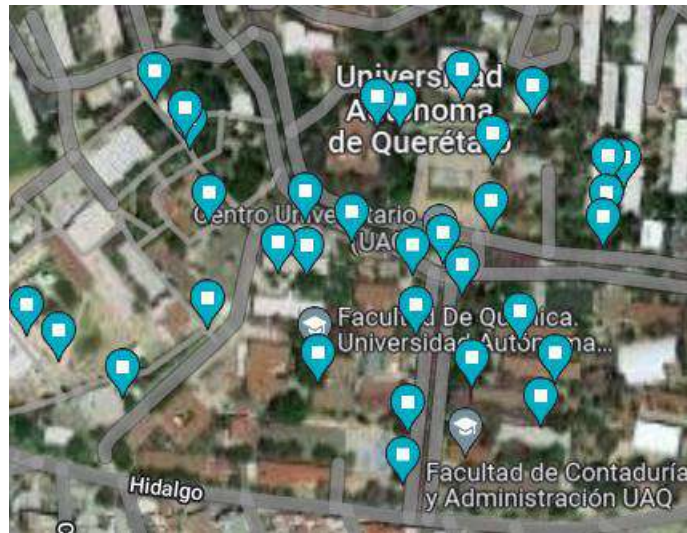 Universidad
Autónoma
de Querétaro
Centro Universitario
(UAQ)
Facultad De Química.
Universidad Autónoma...
Facultad de Contaduría
y Administración UAQ
Hidalgo